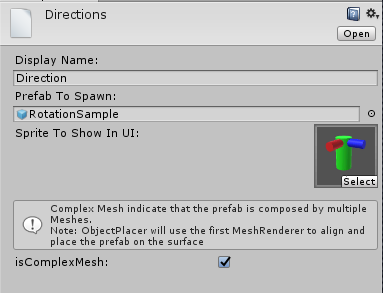 Directions
Open
Display Name:
Direction
Prefab To Spawn:
RotationSample
Sprite To Show In UI:
Select
Complex Mesh indicate that the prefab is composed by multiple
Meshes.
Note: ObjectPlacer will use the first MeshRenderer to align and
place the prefab on the surface
isComplexMesh: